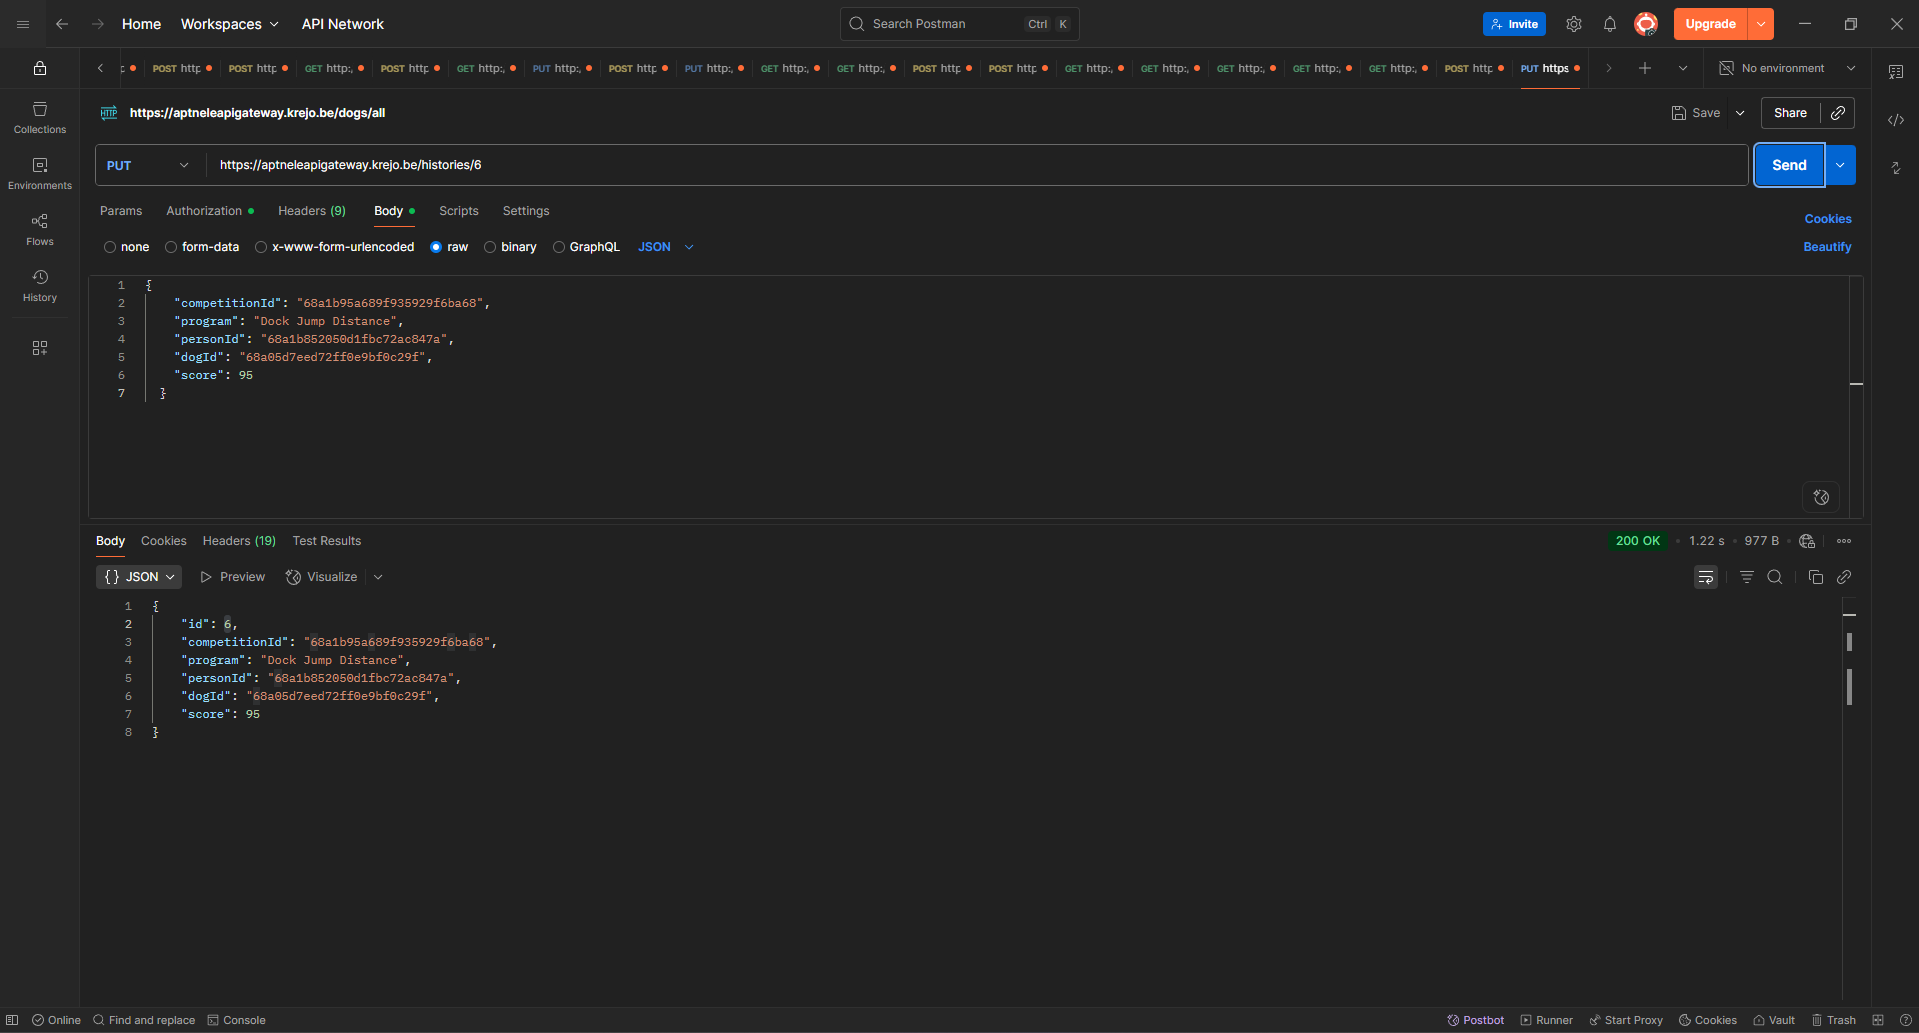 Home Workspaces API Network Search Postman Ctrl K Invite Upgrade
POST http POST http GET http:, POST http GET http:, PUT http:, POST http PUT http:, GET http:, GET http:, POST http POST http GET http:, GET http:, GET http:, GET http:, GET http:, POST http PUT https No environment
HTTP https://aptneleapigateway.krejo.be/dogs/all Save Share
Collections
PUT https://aptneleapigateway.krejo.be/histories/6 Send
Environments
Params Authorization Headers (9) Body Scripts Settings Cookies
Flows
none form-data x-www-form-urlencoded raw binary GraphQL JSON Beautify
History
1 {
2 "competitionId": "68a1b95a689f935929f6ba68",
3 "program": "Dock Jump Distance",
4 "personId": "68a1b852050d1fbc72ac847a",
5 "dogId": "68a05d7eed72ff0e9bf0c29f",
6 "score": 95
7 }
Body Cookies Headers (19) Test Results 200 OK 1.22 s 977 B
{} JSON Preview Visualize
1 {
2 "id": 6,
3 "competitionId": "68a1b95a689f935929f6ba68",
4 "program": "Dock Jump Distance",
5 "personId": "68a1b852050d1fbc72ac847a",
6 "dogId": "68a05d7eed72ff0e9bf0c29f",
7 "score": 95
8 }
Online Find and replace Console Postbot Runner Start Proxy Cookies Vault Trash